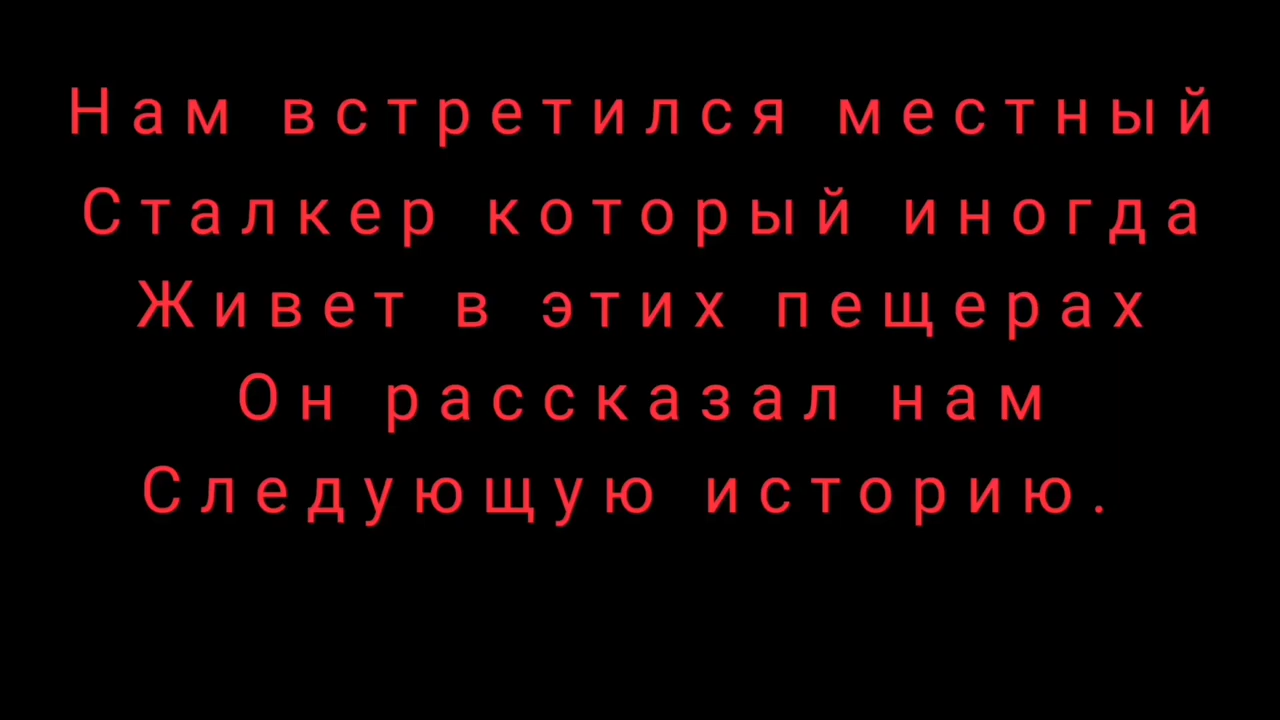 Нам встретился местный
Сталкер который иногда
Живет в этих пещерах
Он рассказал нам
Следующую историю.